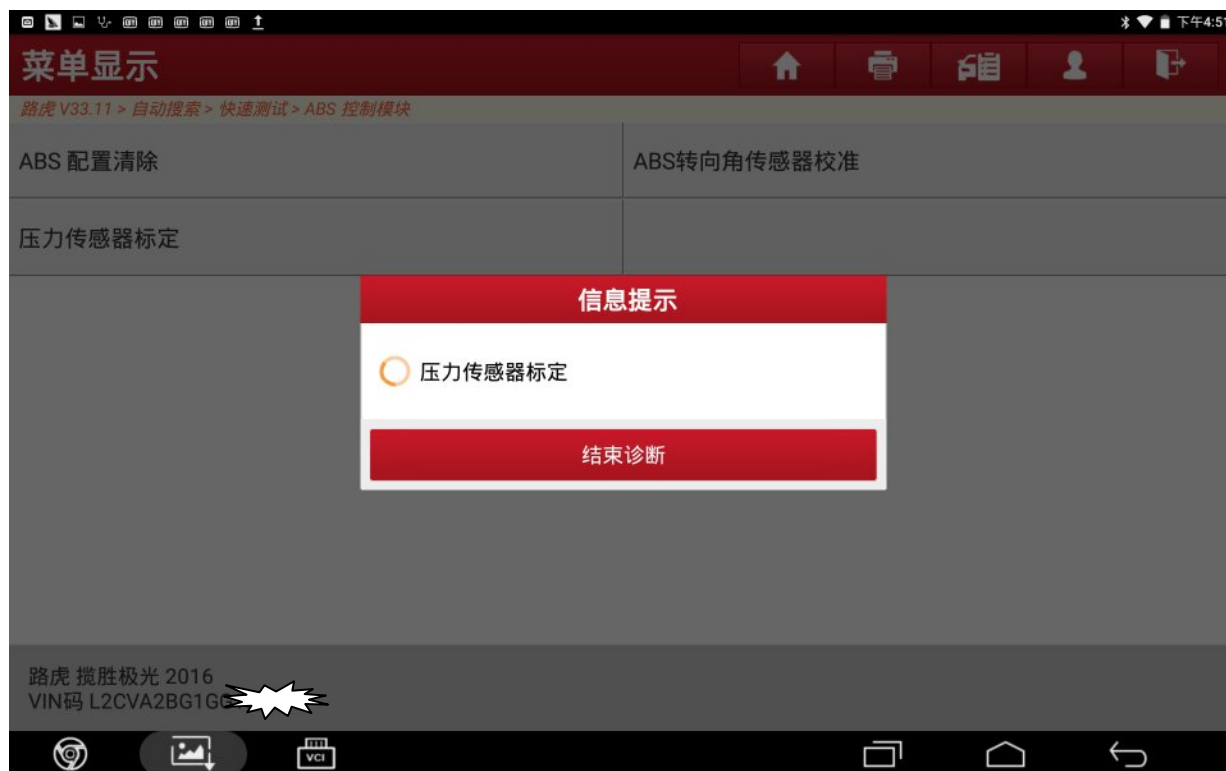 下午4:51
菜单显示
路虎 V33.11 > 自动搜索 > 快速测试 > ABS 控制模块
ABS 配置清除
ABS转向角传感器校准
压力传感器标定
信息提示
压力传感器标定
结束诊断
路虎 揽胜极光 2016
VIN码 L2CVA2BG1G
VCI